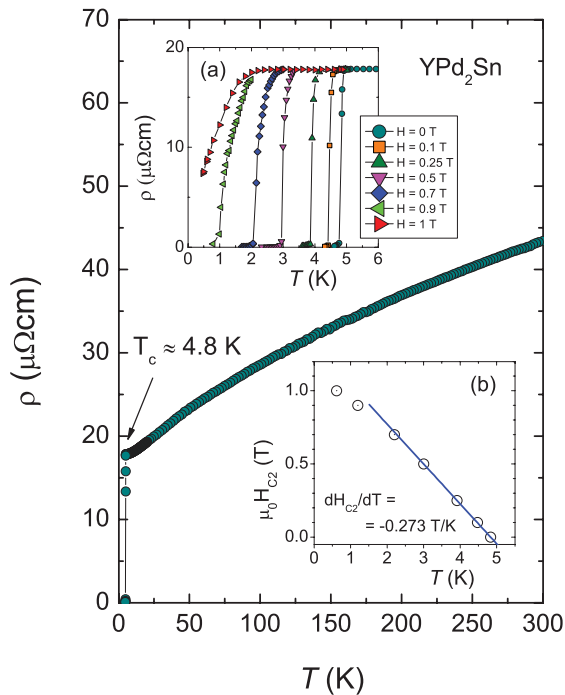 70
60
50
40
30
20
10
0
ρ (μΩcm)
0 50 100 150 200 250 300
T (K)
YPd₂Sn
T_c ≈ 4.8 K
(a)
20
10
0
ρ (μΩcm)
0 1 2 3 4 5 6
T (K)
H = 0 T
H = 0.1 T
H = 0.25 T
H = 0.5 T
H = 0.7 T
H = 0.9 T
H = 1 T
(b)
1.0
0.5
0.0
μ₀H_C2 (T)
dH_C2/dT =
= -0.273 T/K
0 1 2 3 4 5
T (K)